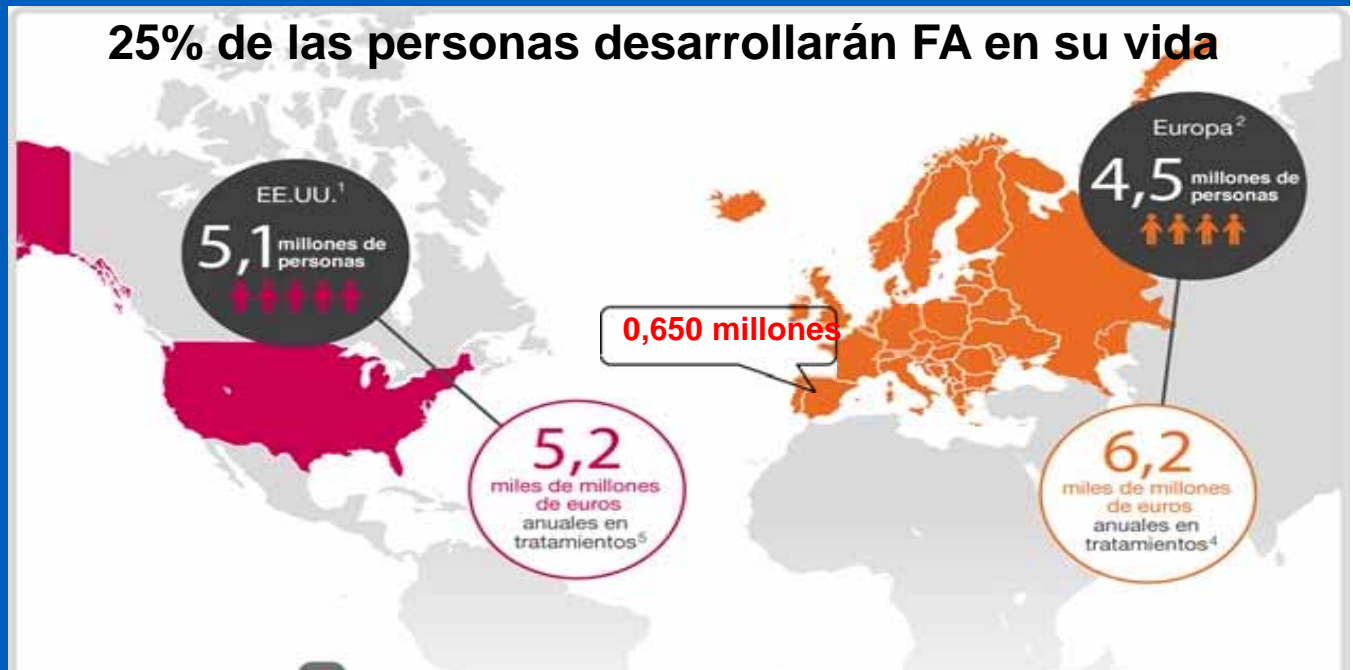 25% de las personas desarrollarán FA en su vida
EE.UU.¹
5,1 millones de
personas
Europa²
4,5 millones de
personas
0,650 millones
5,2
miles de millones
de euros
anuales en
tratamientos⁵
6,2
miles de millones
de euros
anuales en
tratamientos⁴